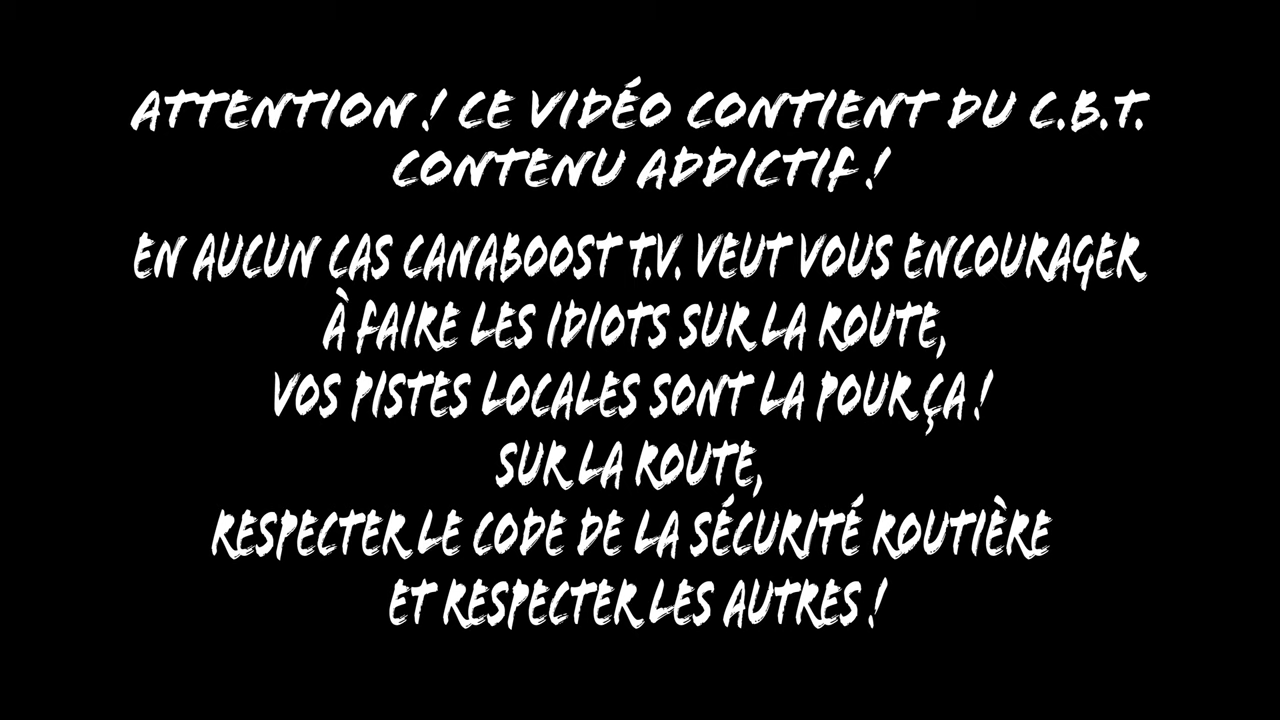 ATTENTION ! CE VIDÉO CONTIENT DU C.B.T.
CONTENU ADDICTIF !
EN AUCUN CAS CANABOOST T.V. VEUT VOUS ENCOURAGER
À FAIRE LES IDIOTS SUR LA ROUTE,
VOS PISTES LOCALES SONT LA POUR ÇA !
SUR LA ROUTE,
RESPECTER LE CODE DE LA SÉCURITÉ ROUTIÈRE
ET RESPECTER LES AUTRES !